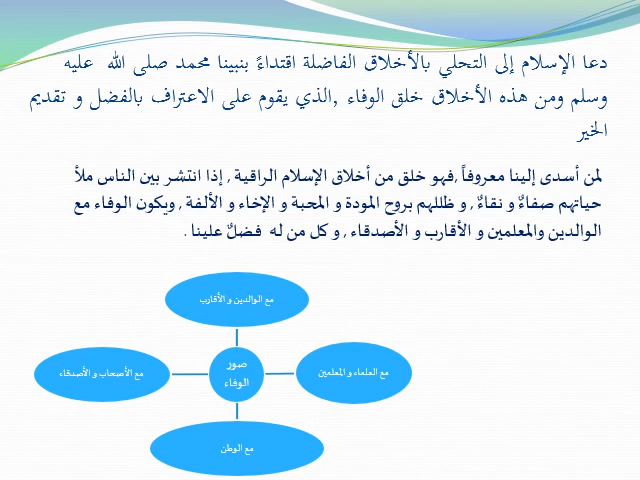 دعا الإسلام إلى التحلي بالأخلاق الفاضلة اقتداءً بنبينا محمد صلى الله عليه
وسلم ومن هذه الأخلاق خلق الوفاء ,الذي يقوم على الاعتراف بالفضل و تقديم
الخير
لمن أسدى إلينا معروفاً ,فهو خلق من أخلاق الإسلام الراقية , إذا انتشر بين الناس ملأ
حياتهم صفاءً و نقاءً , و ظللهم بروح المودة و المحبة و الإخاء و الألفة , ويكون الوفاء مع
الوالدين والمعلمين و الأقارب و الأصدقاء , و كل من له فضلٌ علينا .
مع الوالدين و الأقارب
صور
الوفاء
مع العلماء و المعلمين
مع الأصحاب و الأصدقاء
مع الوطن